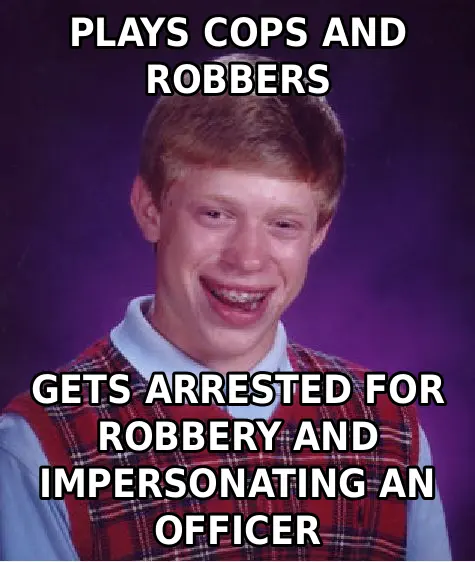 PLAYS COPS AND
ROBBERS
GETS ARRESTED FOR
ROBBERY AND
IMPERSONATING AN
OFFICER